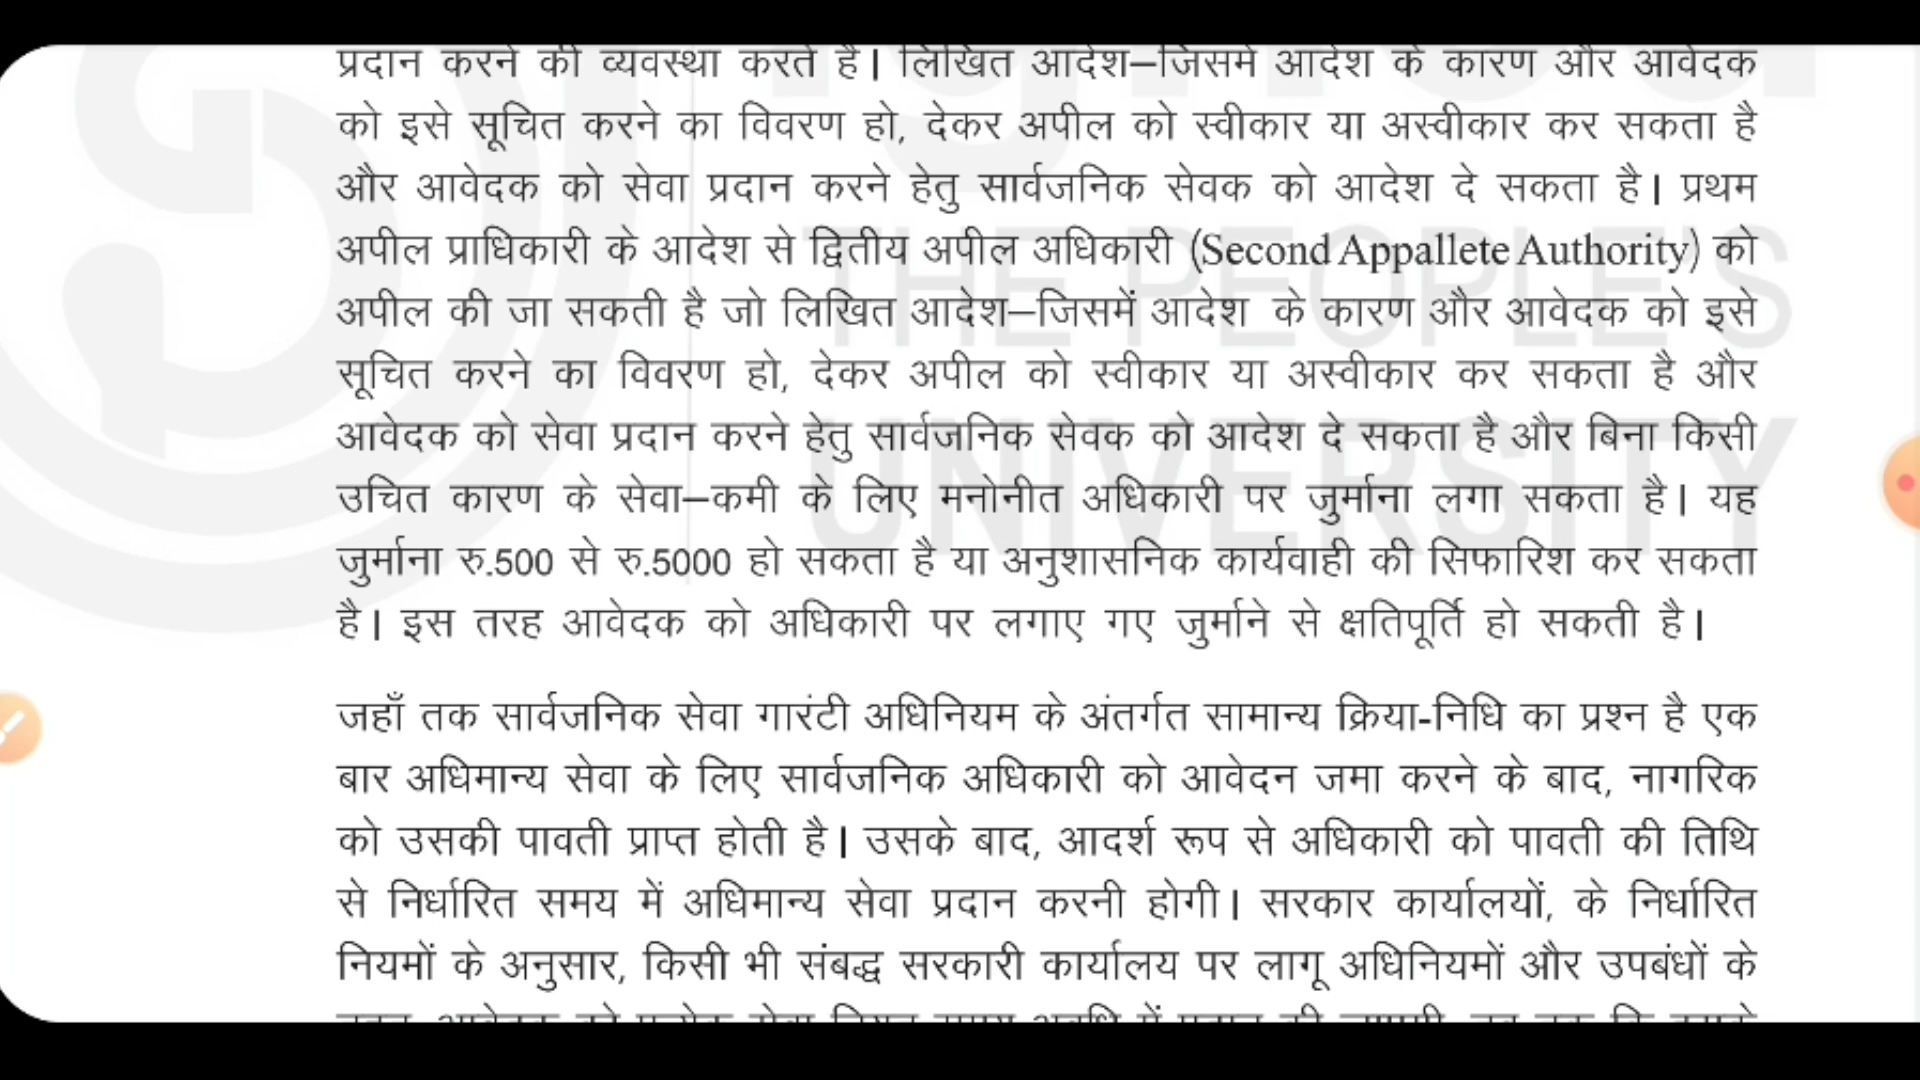 प्रदान करने की व्यवस्था करते है। लिखित आदेश–जिसमें आदेश के कारण और आवेदक
को इसे सूचित करने का विवरण हो, देकर अपील को स्वीकार या अस्वीकार कर सकता है
और आवेदक को सेवा प्रदान करने हेतु सार्वजनिक सेवक को आदेश दे सकता है। प्रथम
अपील प्राधिकारी के आदेश से द्वितीय अपील अधिकारी (Second Appallete Authority) को
अपील की जा सकती है जो लिखित आदेश–जिसमें आदेश के कारण और आवेदक को इसे
सूचित करने का विवरण हो, देकर अपील को स्वीकार या अस्वीकार कर सकता है और
आवेदक को सेवा प्रदान करने हेतु सार्वजनिक सेवक को आदेश दे सकता है और बिना किसी
उचित कारण के सेवा–कमी के लिए मनोनीत अधिकारी पर जुर्माना लगा सकता है। यह
जुर्माना रु.500 से रु.5000 हो सकता है या अनुशासनिक कार्यवाही की सिफारिश कर सकता
है। इस तरह आवेदक को अधिकारी पर लगाए गए जुर्माने से क्षतिपूर्ति हो सकती है।
जहाँ तक सार्वजनिक सेवा गारंटी अधिनियम के अंतर्गत सामान्य क्रिया-निधि का प्रश्न है एक
बार अधिमान्य सेवा के लिए सार्वजनिक अधिकारी को आवेदन जमा करने के बाद, नागरिक
को उसकी पावती प्राप्त होती है। उसके बाद, आदर्श रूप से अधिकारी को पावती की तिथि
से निर्धारित समय में अधिमान्य सेवा प्रदान करनी होगी। सरकार कार्यालयों, के निर्धारित
नियमों के अनुसार, किसी भी संबद्ध सरकारी कार्यालय पर लागू अधिनियमों और उपबंधों के
THE PEOPLE'S
UNIVERSITY